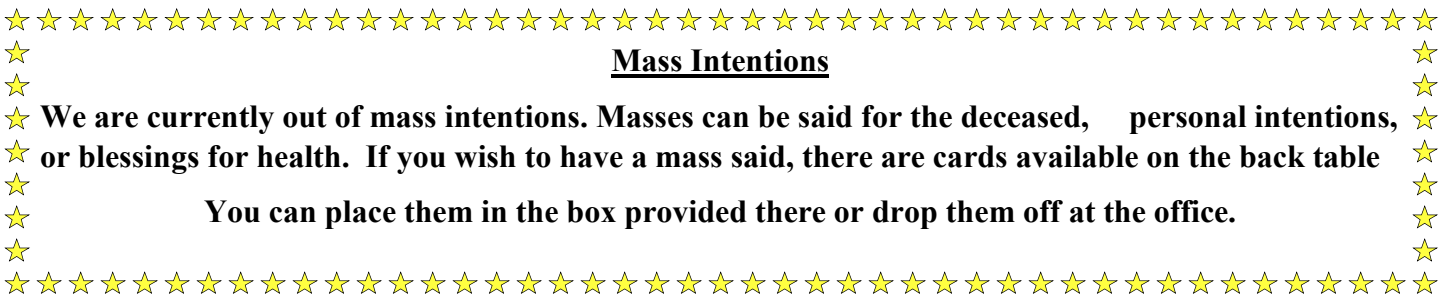 Mass Intentions
We are currently out of mass intentions. Masses can be said for the deceased, personal intentions,
or blessings for health. If you wish to have a mass said, there are cards available on the back table
You can place them in the box provided there or drop them off at the office.